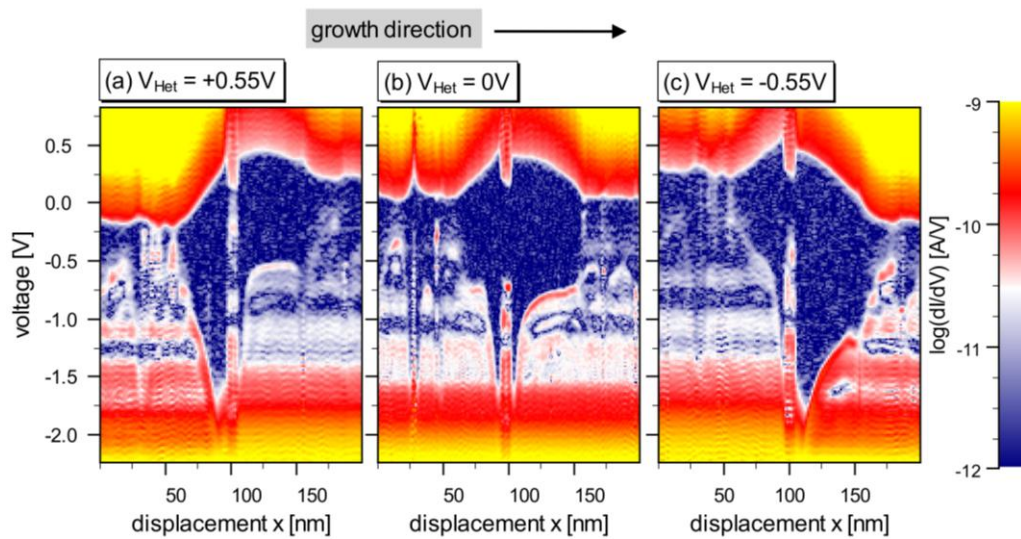 growth direction
(a) V_Het = +0.55V
(b) V_Het = 0V
(c) V_Het = -0.55V
0.5
0.0
-0.5
-1.0
-1.5
-2.0
voltage [V]
50 100 150
50 100 150
50 100 150
displacement x [nm]
displacement x [nm]
displacement x [nm]
-9
-10
-11
-12
log(dI/dV) [A/V]